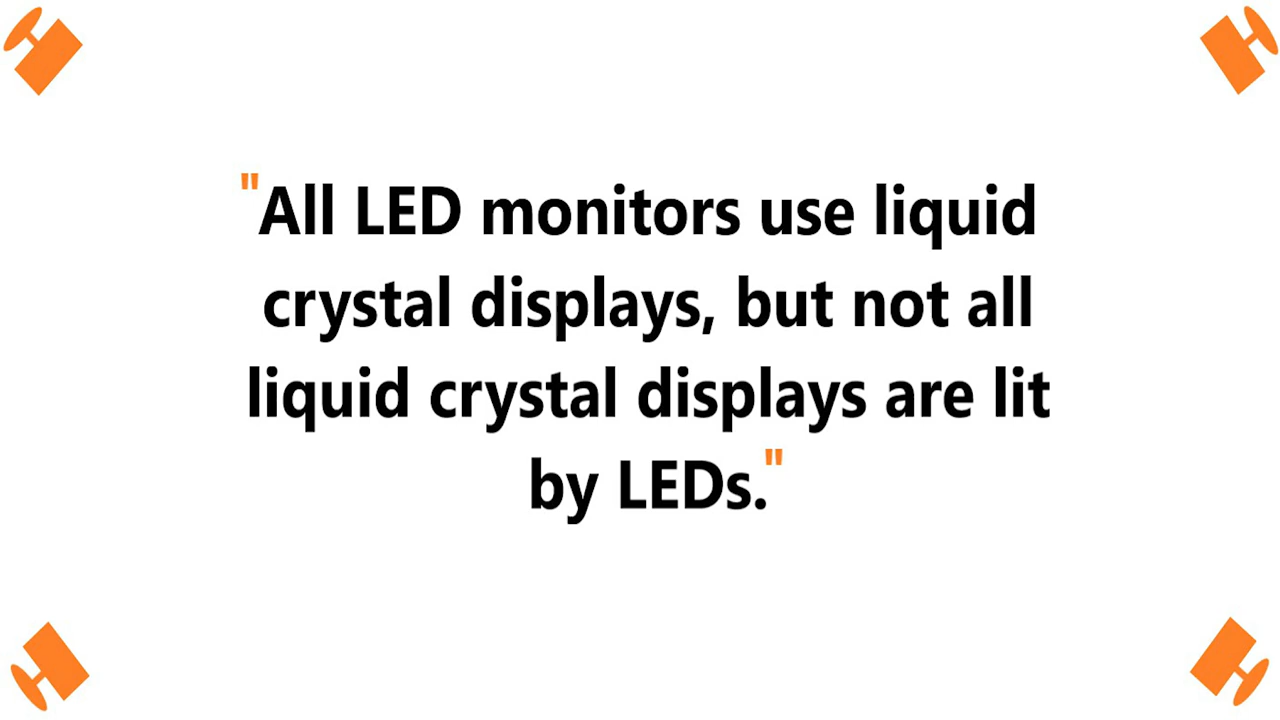 "All LED monitors use liquid
crystal displays, but not all
liquid crystal displays are lit
by LEDs."